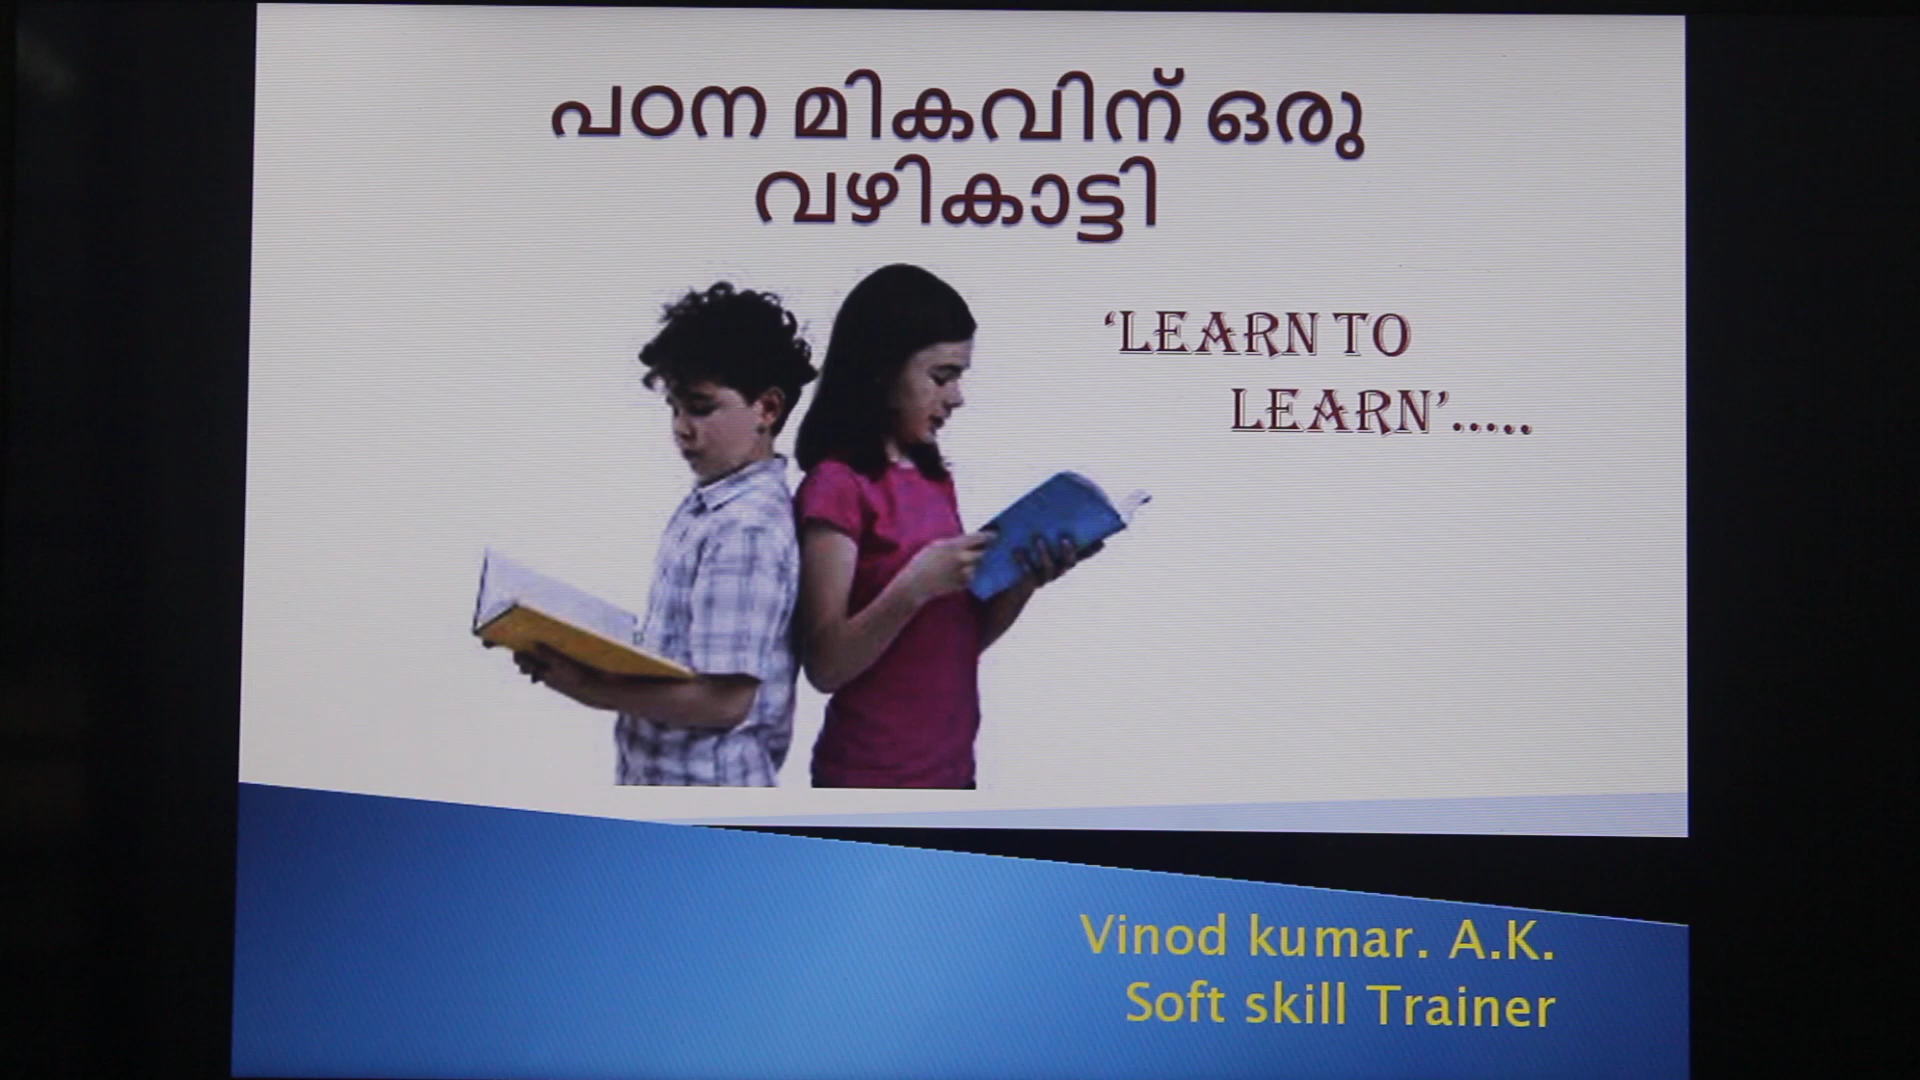 പഠന മികവിന് ഒരു
വഴികാട്ടി
‘LEARN TO
LEARN’.....
Vinod kumar. A.K.
Soft skill Trainer